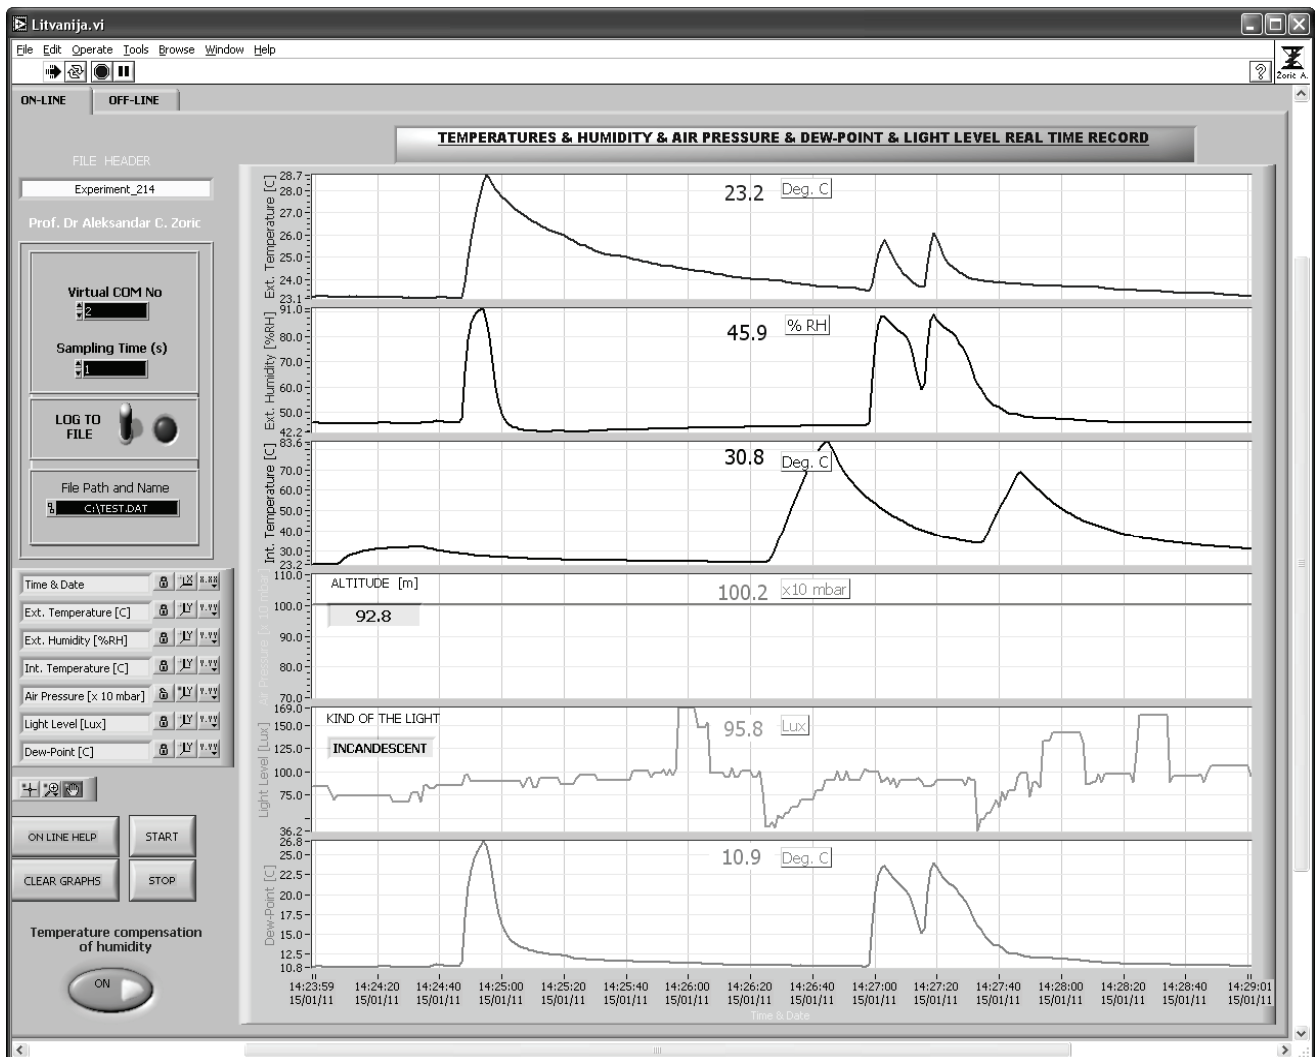 Litvanija.vi
File Edit Operate Tools Browse Window Help
Zoric A.
ON-LINE OFF-LINE
TEMPERATURES & HUMIDITY & AIR PRESSURE & DEW-POINT & LIGHT LEVEL REAL TIME RECORD
FILE HEADER
Experiment_214
Prof. Dr Aleksandar C. Zoric
Virtual COM No
2
Sampling Time (s)
1
LOG TO
FILE
File Path and Name
C:\TEST.DAT
Time & Date
Ext. Temperature [C]
Ext. Humidity [%RH]
Int. Temperature [C]
Air Pressure [x 10 mbar]
Light Level [Lux]
Dew-Point [C]
ON LINE HELP START
CLEAR GRAPHS STOP
Temperature compensation
of humidity
ON
Ext. Temperature [C]
28.7
28.0
27.0
26.0
25.0
24.0
23.1
23.2 Deg. C
Ext. Humidity [%RH]
91.0
80.0
70.0
60.0
50.0
42.2
45.9 % RH
Int. Temperature [C]
83.6
70.0
60.0
50.0
40.0
30.0
23.2
30.8 Deg. C
Air Pressure [x 10 mbar]
110.0
100.0
90.0
80.0
70.0
ALTITUDE [m]
92.8
100.2 x10 mbar
Light Level [Lux]
169.0
150.0
125.0
100.0
75.0
36.2
KIND OF THE LIGHT
INCANDESCENT
95.8 Lux
Dew-Point [C]
26.8
25.0
22.5
20.0
17.5
15.0
12.5
10.8
10.9 Deg. C
14:23:59 14:24:20 14:24:40 14:25:00 14:25:20 14:25:40 14:26:00 14:26:20 14:26:40 14:27:00 14:27:20 14:27:40 14:28:00 14:28:20 14:28:40 14:29:01
15/01/11 15/01/11 15/01/11 15/01/11 15/01/11 15/01/11 15/01/11 15/01/11 15/01/11 15/01/11 15/01/11 15/01/11 15/01/11 15/01/11 15/01/11 15/01/11
Time & Date